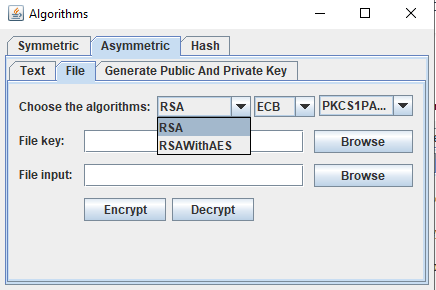 Algorithms
Symmetric Asymmetric Hash
Text File Generate Public And Private Key
Choose the algorithms: RSA ECB PKCS1PA...
RSA
RSAWithAES
File key: Browse
File input: Browse
Encrypt Decrypt